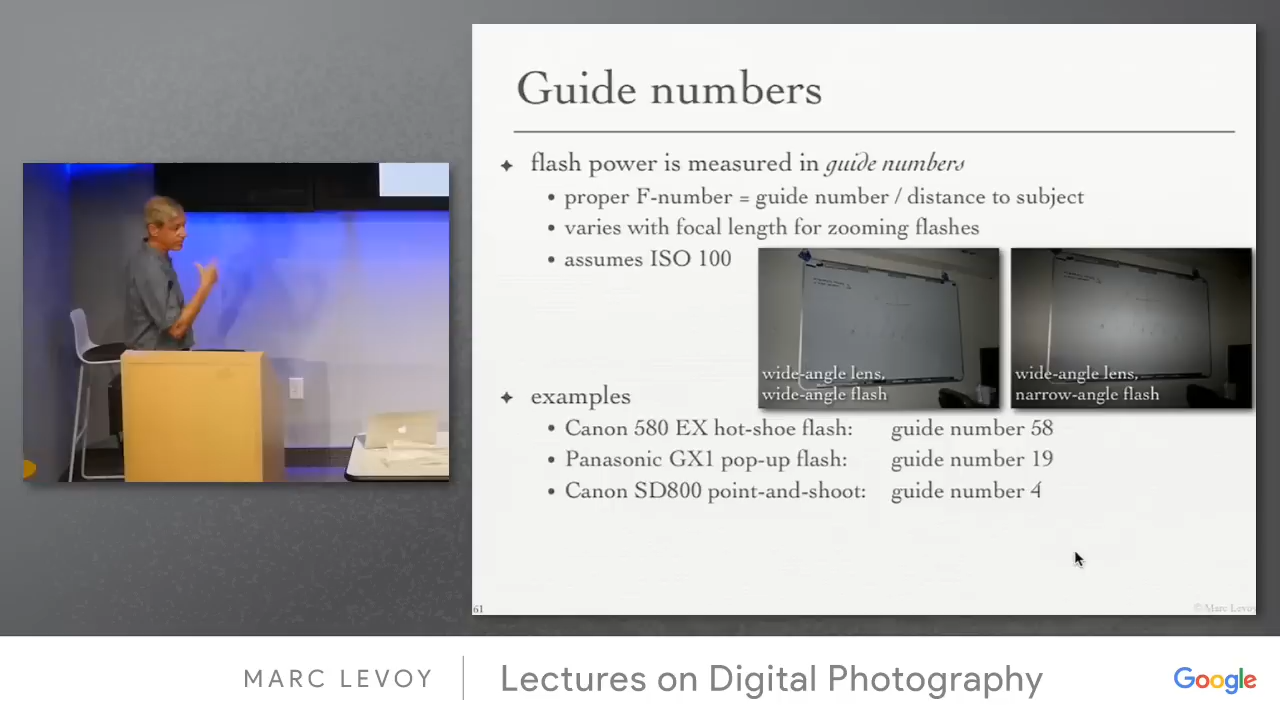 Guide numbers
✦ flash power is measured in guide numbers
• proper F-number = guide number / distance to subject
• varies with focal length for zooming flashes
• assumes ISO 100
wide-angle lens,
wide-angle flash
wide-angle lens,
narrow-angle flash
✦ examples
• Canon 580 EX hot-shoe flash: guide number 58
• Panasonic GX1 pop-up flash: guide number 19
• Canon SD800 point-and-shoot: guide number 4
61
© Marc Levoy
MARC LEVOY
Lectures on Digital Photography
Google